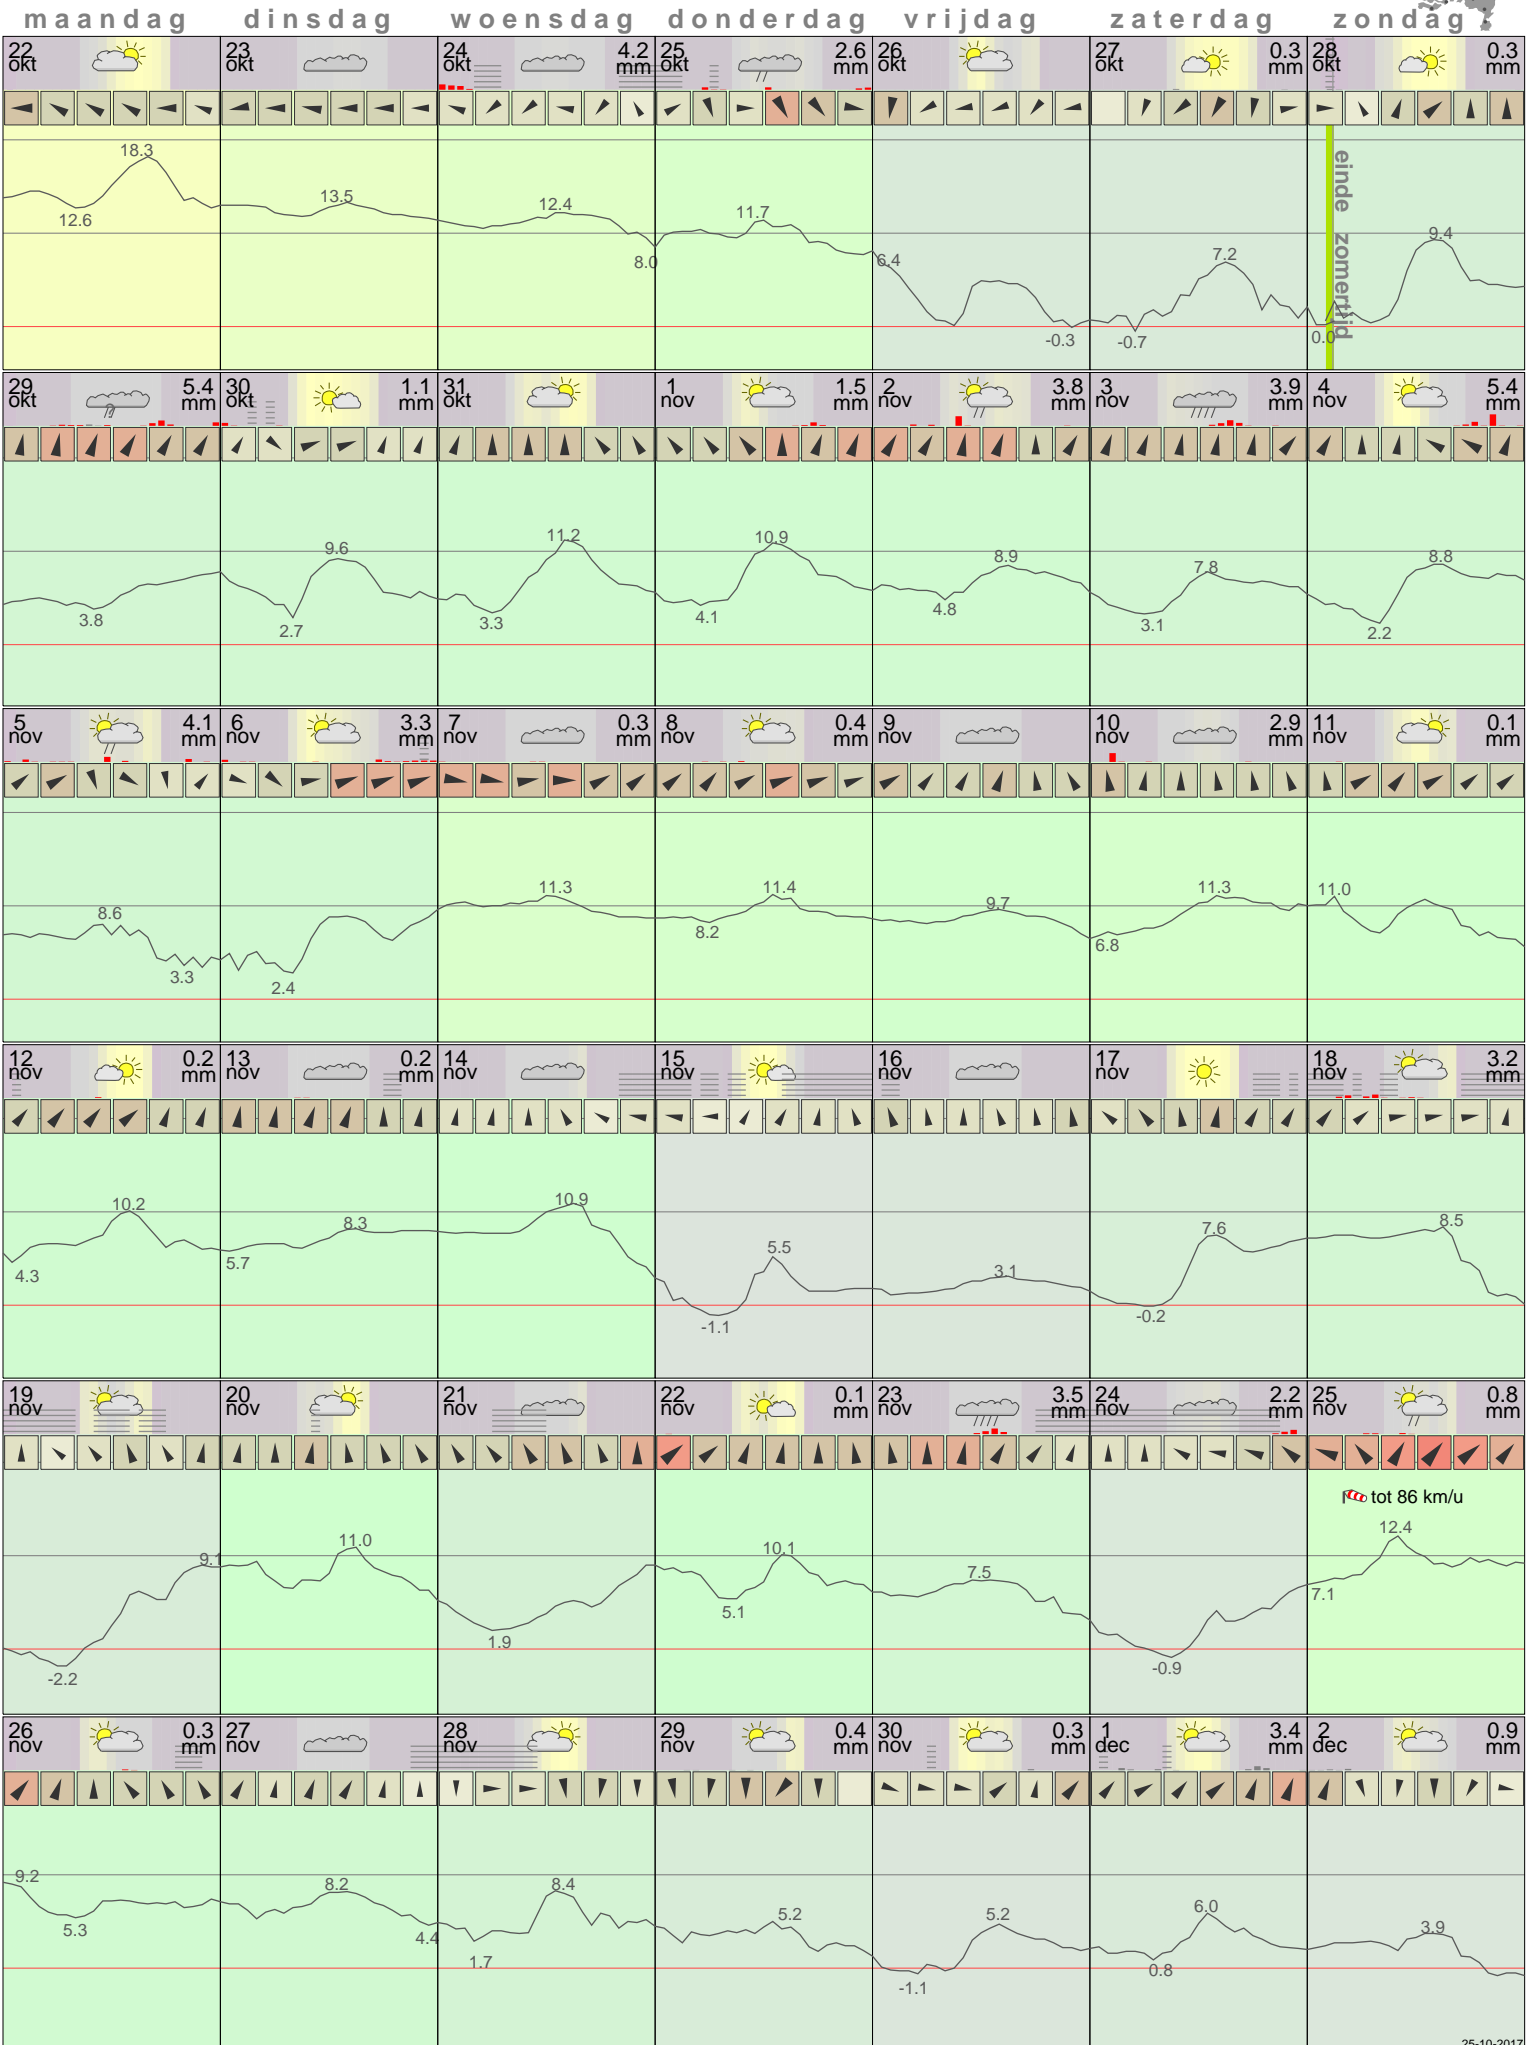 maandag dinsdag woensdag donderdag vrijdag zaterdag zondag
22 okt 23 okt 24 okt 4.2 mm 25 okt 2.6 mm 26 okt 27 okt 0.3 mm 28 okt 0.3 mm
18.3 12.6 13.5 12.4 8.0 11.7 6.4 -0.3 7.2 -0.7 9.4 0.0
einde zomertijd
29 okt 5.4 mm 30 okt 1.1 mm 31 okt 1 nov 1.5 mm 2 nov 3.8 mm 3 nov 3.9 mm 4 nov 5.4 mm
3.8 9.6 2.7 11.2 3.3 10.9 4.1 8.9 4.8 7.8 3.1 8.8 2.2
5 nov 4.1 mm 6 nov 3.3 mm 7 nov 0.3 mm 8 nov 0.4 mm 9 nov 10 nov 2.9 mm 11 nov 0.1 mm
8.6 3.3 2.4 11.3 11.4 8.2 9.7 11.3 6.8 11.0
12 nov 0.2 mm 13 nov 0.2 mm 14 nov 15 nov 16 nov 17 nov 18 nov 3.2 mm
10.2 4.3 8.3 5.7 10.9 5.5 -1.1 3.1 7.6 -0.2 8.5
19 nov 20 nov 21 nov 22 nov 0.1 mm 23 nov 3.5 mm 24 nov 2.2 mm 25 nov 0.8 mm
tot 86 km/u
9.1 -2.2 11.0 1.9 10.1 5.1 7.5 -0.9 12.4 7.1
26 nov 0.3 mm 27 nov 28 nov 29 nov 0.4 mm 30 nov 0.3 mm 1 dec 3.4 mm 2 dec 0.9 mm
9.2 5.3 8.2 4.4 8.4 1.7 5.2 5.2 -1.1 6.0 0.8 3.9
25-10-2017